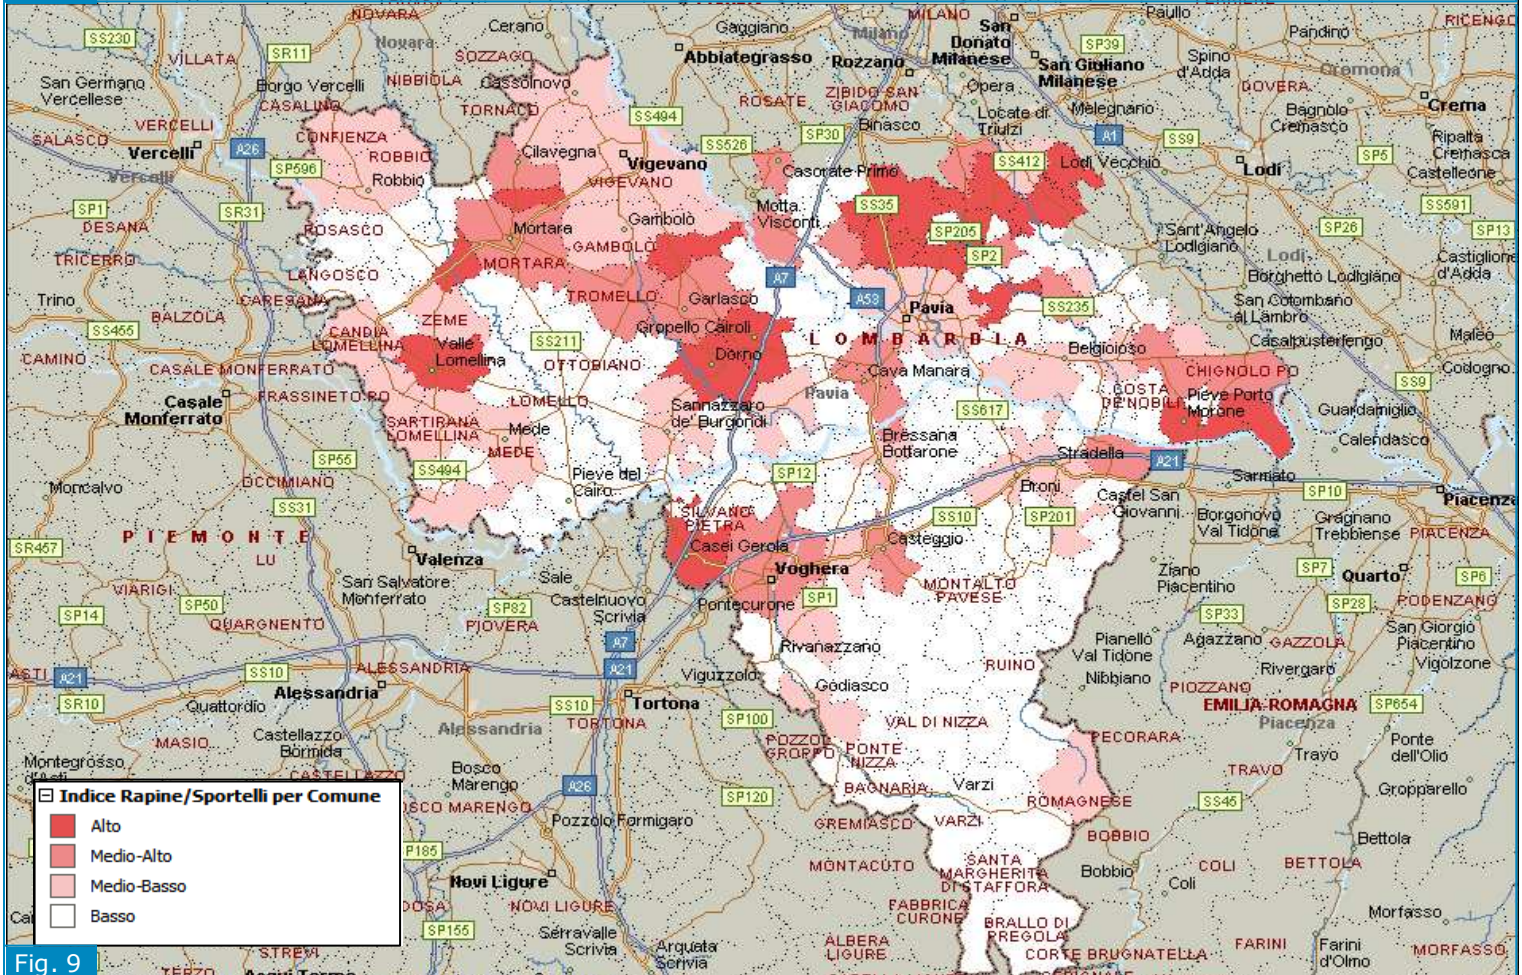 NOVARA
Cerano
Gaggiano
MILANO
San
Donato
Milanese
Paullo
RICENGO
SS230
SR11
Novara
SOZZAGO
Milano
SP39
Pandino
VILLATA
Abbiategrasso
Rozzano
San Giuliano
Milanese
Spino
d'Adda
Cremona
San Germano
Vercellese
Borgo Vercelli
NIBBIOLA
Cassolnovo
ROSATE
ZIBIDO SAN
GIACOMO
Opera
DOVERA
CASALINO
TORNACO
SS494
Locate di
Triulzi
Melegnano
Bagnolo
Cremasco
Crema
SALASCO
VERCELLI
CONFIENZA
SS526
SP30
Binasco
A1
SS9
Ripalta
Cremasca
Vercelli
A26
ROBBIO
Cilavegna
Vigevano
Casorate Primo
SS412
Lodi Vecchio
Lodi
SP5
Castelleone
Vercelli
SP596
Robbio
VIGEVANO
SP1
SR31
Gambolò
Motta
Visconti
SS35
SS591
DESANA
ROSASCO
Mortara
GAMBOLÒ
SP205
Sant'Angelo
Lodigiano
SP26
SP13
TRICERRO
LANGOSCO
MORTARA
SP2
Lodi
Castiglione
d'Adda
A7
Borghetto Lodigiano
Trino
CARESANA
TROMELLO
Garlasco
A53
Pavia
SS235
San Colombano
al Lambro
BALZOLA
SS455
CANDIA
LOMELLINA
ZEME
Gropello Cairoli
LOMBARDIA
Casalpusterlengo
Maleo
CAMINO
Valle
Lomellina
SS211
Dorno
Belgioioso
CASALE MONFERRATO
OTTOBIANO
Cava Manara
CHIGNOLO PO
Codogno
SS9
Casale
Monferrato
FRASSINETO PO
LOMELLO
Sannazzaro
de' Burgondi
Pavia
SS617
COSTA
DE'NOBILI
Pieve Porto
Morone
Guardamiglio
SARTIRANA
LOMELLINA
Mede
Bressana
Bottarone
Calendasco
SP55
SS494
MEDE
Pieve del
Cairo
SP12
Stradella
A21
Sarmato
Moncalvo
OCCIMIANO
Broni
SP10
Piacenza
SS31
SILVANO
PIETRA
SS10
SP201
Castel San
Giovanni
Borgonovo
Val Tidone
Gragnano
Trebbiense
PIACENZA
PIEMONTE
SR457
LU
Valenza
Casei Gerola
Casteggio
Voghera
Ziano
Piacentino
SP7
Quarto
SP6
VIARIGI
San Salvatore
Monferrato
Sale
MONTALTO
PAVESE
SP14
SP50
SP82
Castelnuovo
Scrivia
Pontecurone
SP1
SP33
SP28
PODENZANO
QUARGNENTO
PIOVERA
A7
Rivanazzano
Pianello
Val Tidone
Agazzano
GAZZOLA
San Giorgio
Piacentino
ASTI
A21
SS10
ALESSANDRIA
A21
RUINO
Rivergaro
Vigolzone
Viguzzolo
Godiasco
Nibbiano
PIOZZANO
SR10
Alessandria
SS10
Tortona
EMILIA-ROMAGNA
SP654
Quattordio
Alessandria
TORTONA
SP100
VAL DI NIZZA
Piacenza
MASIO
Castellazzo
Bormida
POZZOL
GROPPO
PONTE
NIZZA
PECORARA
Travo
Ponte
dell'Olio
Montegrosso
d'Asti
CASTELLAZZO
Bosco
Marengo
A26
SP120
BAGNARIA
Varzi
TRAVO
Indice Rapine/Sportelli per Comune
OSCO MARENGO
ROMAGNESE
SS45
Gropparello
Alto
Pozzolo Formigaro
GREMIASCO
VARZI
BOBBIO
Bettola
Medio-Alto
P185
MONTACUTO
SANTA
MARGHERITA
DI STAFFORA
Bobbio
COLI
BETTOLA
Medio-Basso
Novi Ligure
Coli
Basso
DOSA
NOVI LIGURE
FABBRICA
CURONE
BRALLO DI
PREGOLA
Morfasso
SP155
Serravalle
Scrivia
Arquata
Scrivia
ALBERA
LIGURE
CORTE BRUGNATELLA
FARINI
Farini
d'Olmo
MORFASSO
Fig. 9
STREVI
TERZO